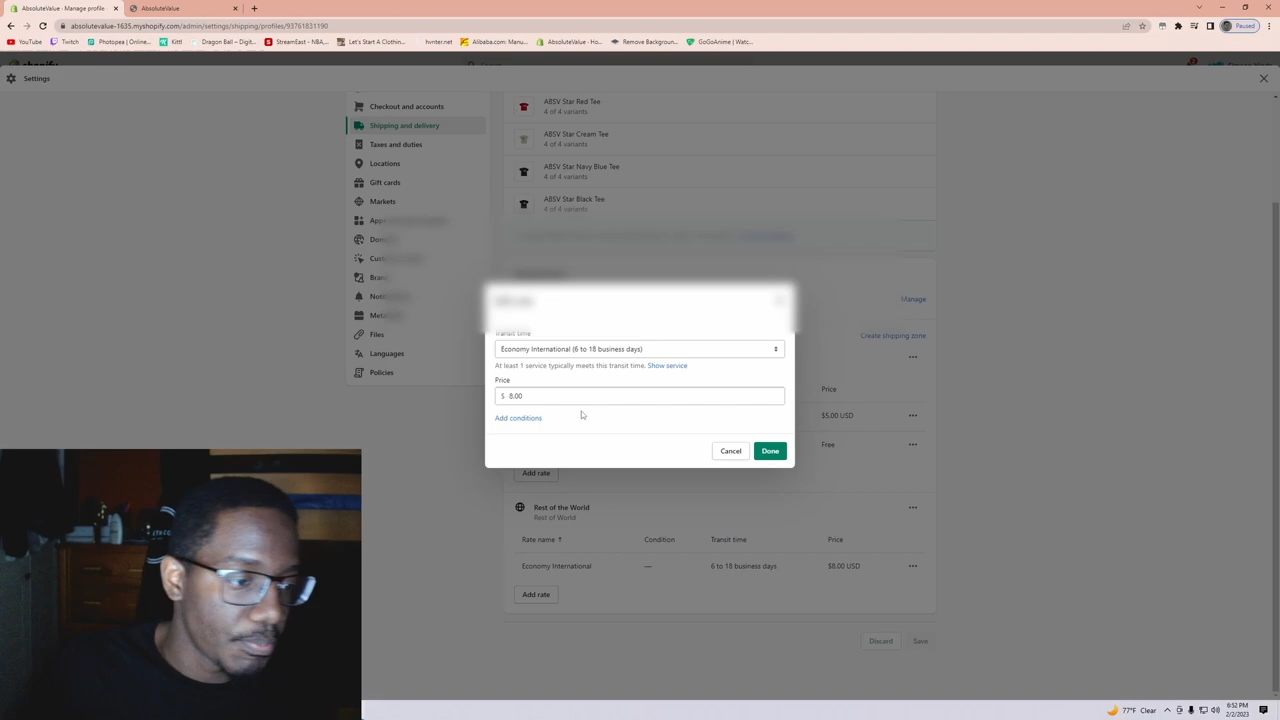 AbsoluteValue - Manage profile
AbsoluteValue
absolutevalue-1635.myshopify.com/admin/settings/shipping/profiles/93761831190
Paused
YouTube
Twitch
Photopea | Online...
Kittl
Dragon Ball – Digit...
StreamEast - NBA,...
Let's Start A Clothin...
hvnter.net
Alibaba.com: Manu...
AbsoluteValue · Ho...
Remove Backgroun...
GoGoAnime | Watc...
Settings
Checkout and accounts
Shipping and delivery
Taxes and duties
Locations
Gift cards
Markets
Files
Languages
Policies
ABSV Star Red Tee
4 of 4 variants
ABSV Star Cream Tee
4 of 4 variants
ABSV Star Navy Blue Tee
4 of 4 variants
ABSV Star Black Tee
4 of 4 variants
Manage
Create shipping zone
Price
$5.00 USD
Free
Transit time
Economy International (6 to 18 business days)
At least 1 service typically meets this transit time. Show service
Price
$ 8.00
Add conditions
Cancel
Done
Add rate
Rest of the World
Rest of World
Rate name ↑
Condition
Transit time
Price
Economy International
—
6 to 18 business days
$8.00 USD
Add rate
Discard
Save
77°F Clear
6:52 PM
2/2/2023